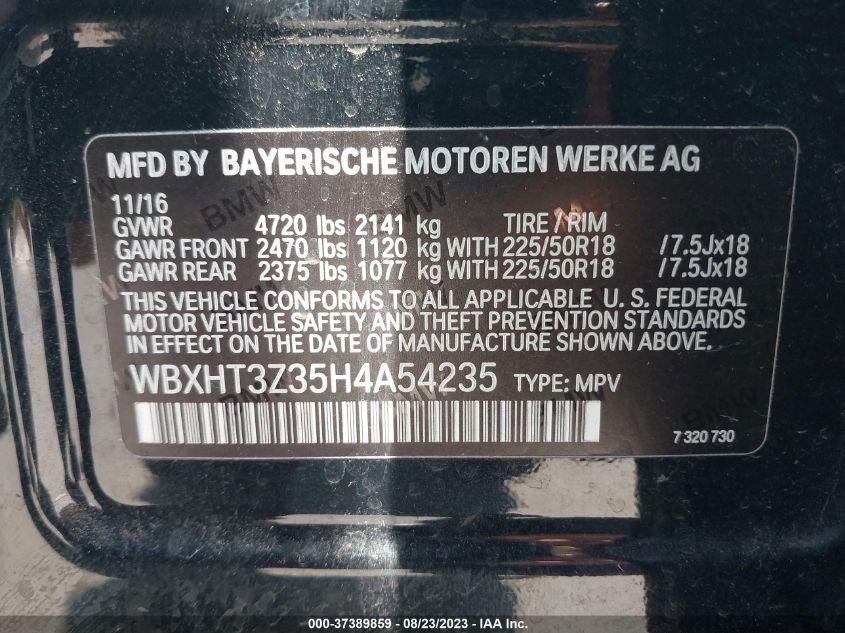 MFD BY BAYERISCHE MOTOREN WERKE AG
11/16
GVWR 4720 lbs 2141 kg TIRE / RIM
GAWR FRONT 2470 lbs 1120 kg WITH 225/50R18 /7.5Jx18
GAWR REAR 2375 lbs 1077 kg WITH 225/50R18 /7.5Jx18
THIS VEHICLE CONFORMS TO ALL APPLICABLE U. S. FEDERAL
MOTOR VEHICLE SAFETY AND THEFT PREVENTION STANDARDS
IN EFFECT ON THE DATE OF MANUFACTURE SHOWN ABOVE.
WBXHT3Z35H4A54235 TYPE: MPV
7 320 730
000-37389859 - 08/23/2023 - IAA Inc.